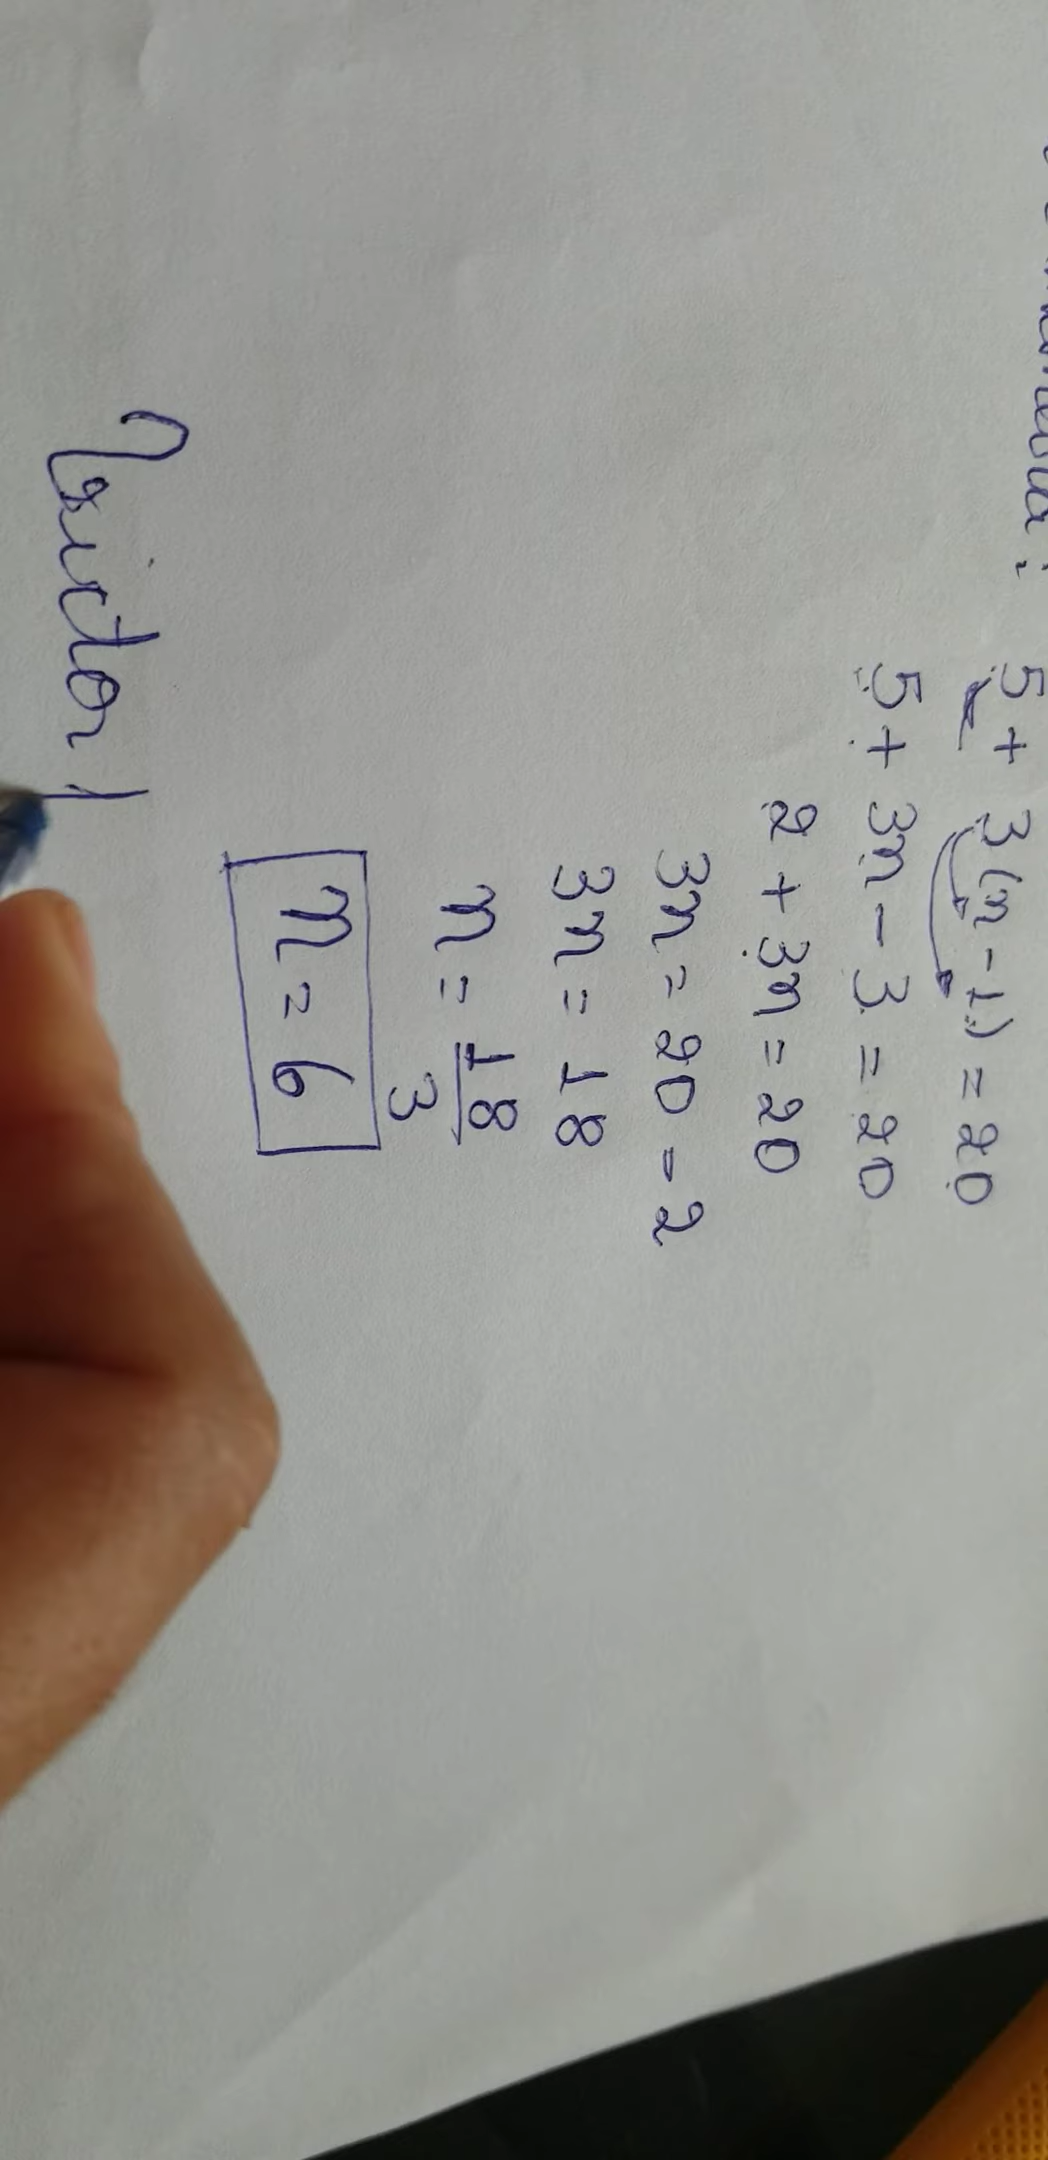 5 + 3(n - 1) = 20
5 + 3n - 3 = 20
2 + 3n = 20
3n = 20 - 2
3n = 18
n = 18/3
n = 6